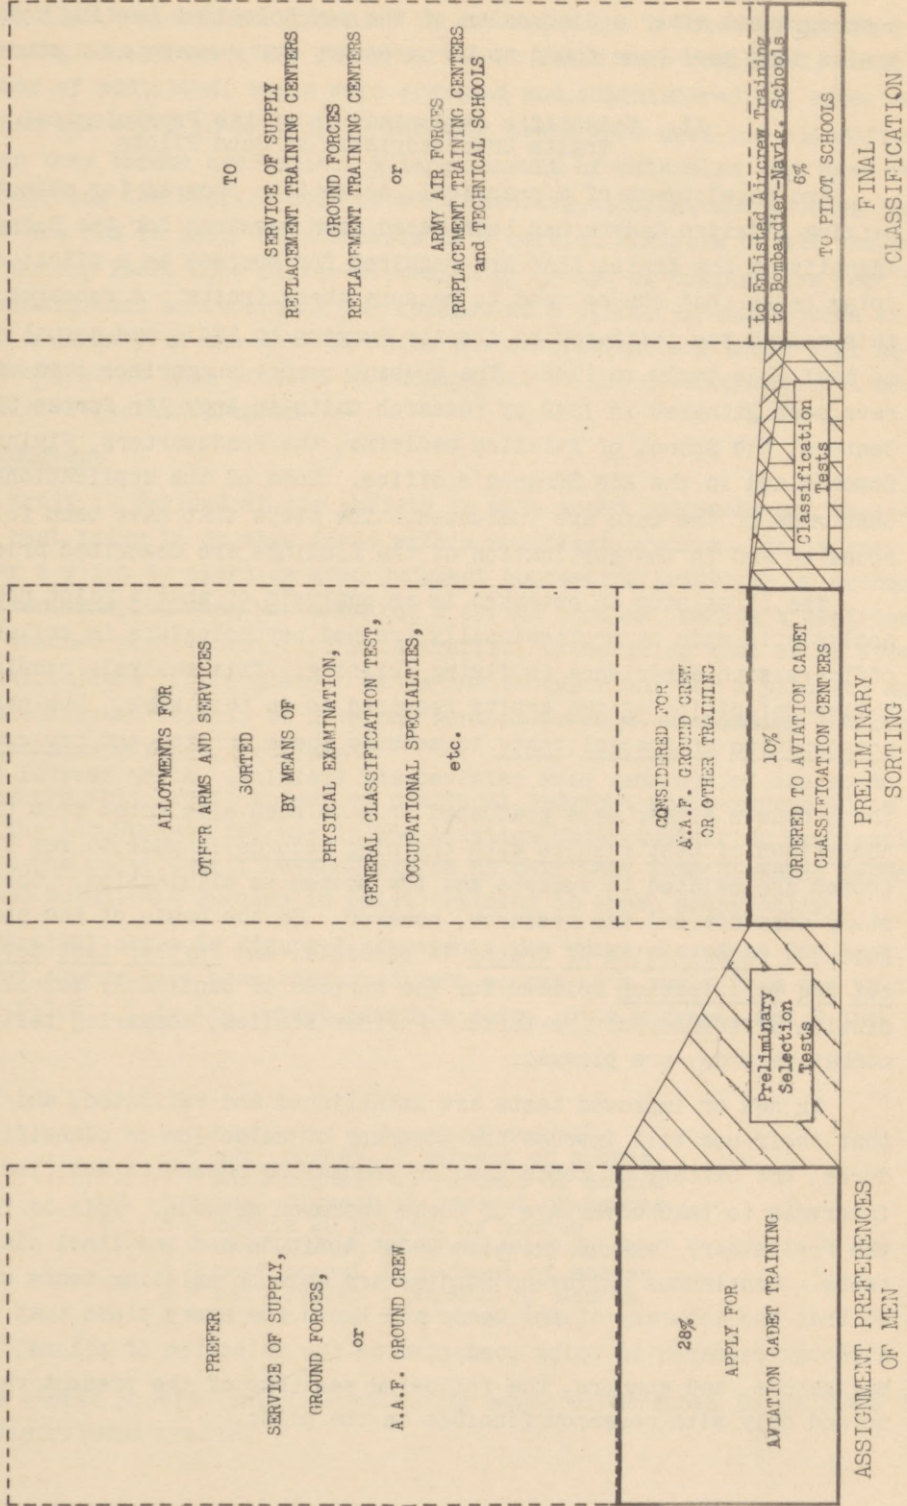 PREFER
SERVICE OF SUPPLY,
GROUND FORCES,
or
A.A.F. GROUND CREW
28%
APPLY FOR
AVIATION CADET TRAINING
ASSIGNMENT PREFERENCES
OF MEN
Preliminary
Selection
Tests
ALLOTMENTS FOR
OTHER ARMS AND SERVICES
SORTED
BY MEANS OF
PHYSICAL EXAMINATION,
GENERAL CLASSIFICATION TEST,
OCCUPATIONAL SPECIALTIES,
etc.
CONSIDERED FOR
A.A.F. GROUND CREW
OR OTHER TRAINING
10%
ORDERED TO AVIATION CADET
CLASSIFICATION CENTERS
PRELIMINARY
SORTING
Classification
Tests
TO
SERVICE OF SUPPLY
REPLACEMENT TRAINING CENTERS
GROUND FORCES
REPLACEMENT TRAINING CENTERS
or
ARMY AIR FORCES
REPLACEMENT TRAINING CENTERS
and TECHNICAL SCHOOLS
to Enlisted Aircrew Training
to Bombardier-Navig. Schools
6%
TO PILOT SCHOOLS
FINAL
CLASSIFICATION